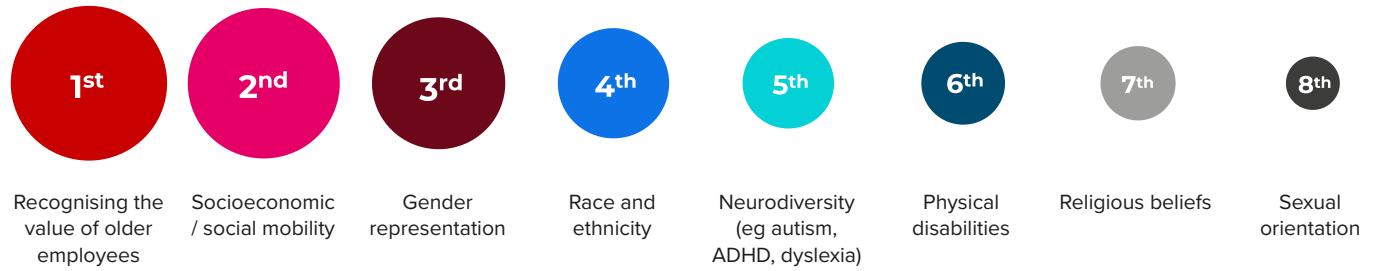 1st
2nd
3rd
4th
5th
6th
7th
8th
Recognising the
value of older
employees
Socioeconomic
/ social mobility
Gender
representation
Race and
ethnicity
Neurodiversity
(eg autism,
ADHD, dyslexia)
Physical
disabilities
Religious beliefs
Sexual
orientation